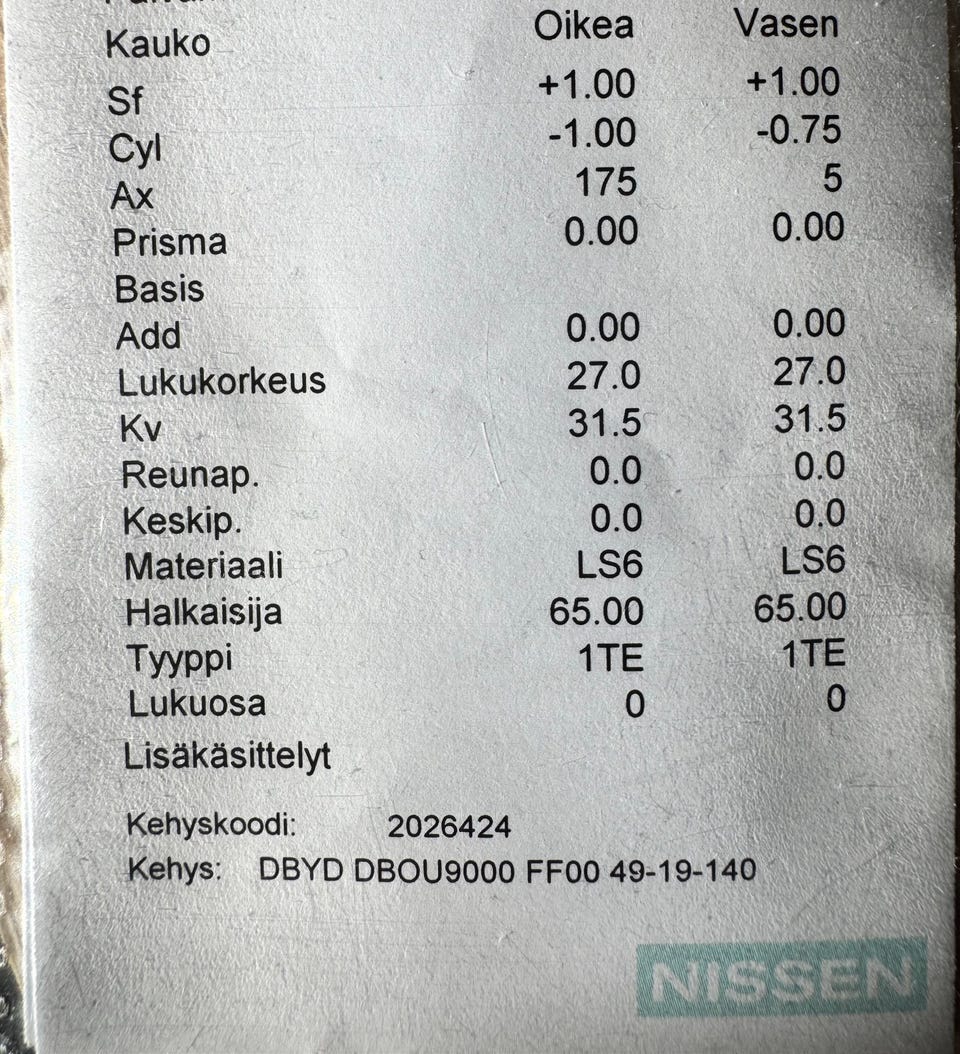 Kauko Oikea Vasen
Sf +1.00 +1.00
Cyl -1.00 -0.75
Ax 175 5
Prisma 0.00 0.00
Basis
Add 0.00 0.00
Lukukorkeus 27.0 27.0
Kv 31.5 31.5
Reunap. 0.0 0.0
Keskip. 0.0 0.0
Materiaali LS6 LS6
Halkaisija 65.00 65.00
Tyyppi 1TE 1TE
Lukuosa 0 0
Lisäkäsittelyt
Kehyskoodi: 2026424
Kehys: DBYD DBOU9000 FF00 49-19-140
NISSEN